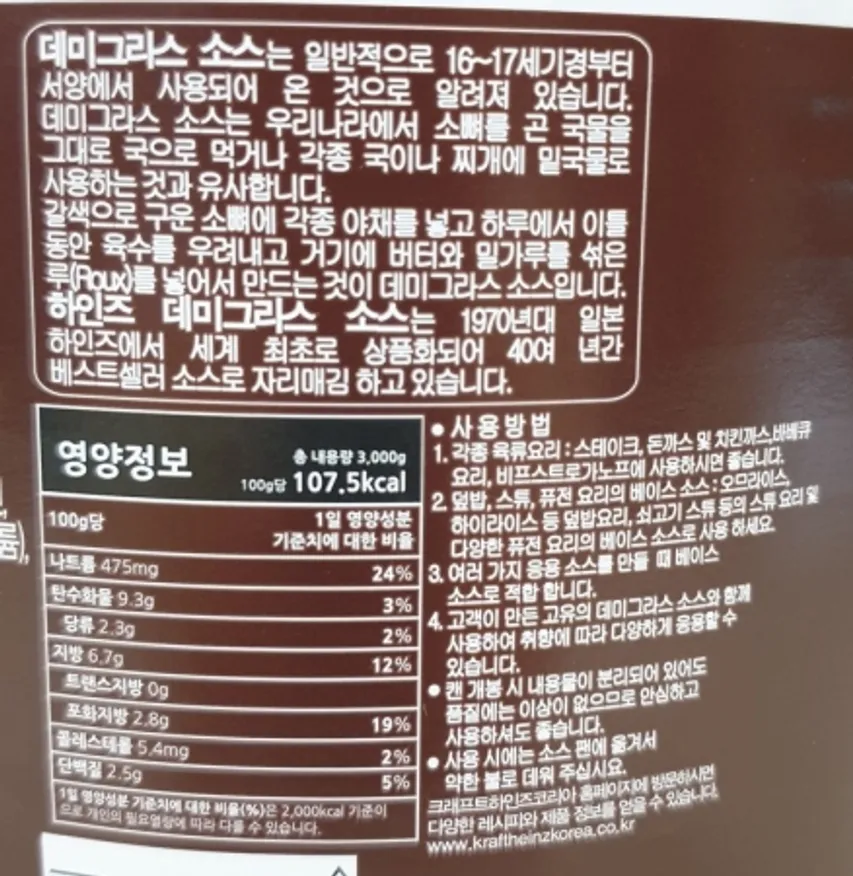 데미그라스 소스는 일반적으로 16~17세기경부터
서양에서 사용되어 온 것으로 알려져 있습니다.
데미그라스 소스는 우리나라에서 소뼈를 곤 국물을
그대로 국으로 먹거나 각종 국이나 찌개에 밑국물로
사용하는 것과 유사합니다.
갈색으로 구운 소뼈에 각종 야채를 넣고 하루에서 이틀
동안 육수를 우려내고 거기에 버터와 밀가루를 섞은
루(Roux)를 넣어서 만드는 것이 데미그라스 소스입니다.
하인즈 데미그라스 소스는 1970년대 일본
하인즈에서 세계 최초로 상품화되어 40여 년간
베스트셀러 소스로 자리매김 하고 있습니다.
영양정보
총 내용량 3,000g
100g당 107.5kcal
100g당
1일 영양성분
기준치에 대한 비율
나트륨 475mg 24%
탄수화물 9.3g 3%
당류 2.3g 2%
지방 6.7g 12%
트랜스지방 0g
포화지방 2.8g 19%
콜레스테롤 5.4mg 2%
단백질 2.5g 5%
1일 영양성분 기준치에 대한 비율(%)은 2,000kcal 기준이
으로 개인의 필요열량에 따라 다를 수 있습니다.
• 사용방법
1. 각종 육류요리 : 스테이크, 돈까스 및 치킨까스, 바베큐
요리, 비프스트로가노프에 사용하시면 좋습니다.
2. 덮밥, 스튜, 퓨전 요리의 베이스 소스 : 오므라이스,
하이라이스 등 덮밥요리, 쇠고기 스튜 등의 스튜 요리 및
다양한 퓨전 요리의 베이스 소스로 사용 하세요.
3. 여러 가지 응용 소스를 만들 때 베이스
소스로 적합 합니다.
4. 고객이 만든 고유의 데미그라스 소스와 함께
사용하여 취향에 따라 다양하게 응용할 수
있습니다.
• 캔 개봉 시 내용물이 분리되어 있어도
품질에는 이상이 없으므로 안심하고
사용하셔도 좋습니다.
• 사용 시에는 소스 팬에 옮겨서
약한 불로 데워 주십시요.
크래프트하인즈코리아 홈페이지에 방문하시면
다양한 레시피와 제품 정보를 얻을 수 있습니다.
www.kraftheinzkorea.co.kr